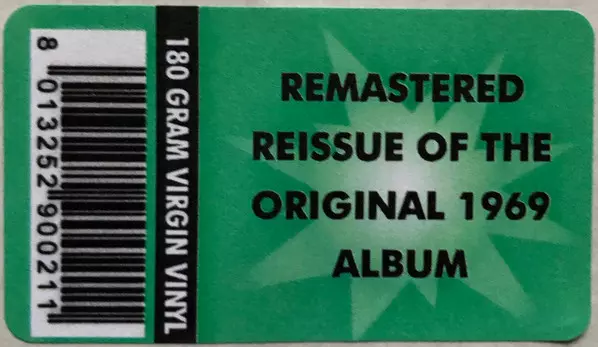 8 013252 900211
180 GRAM VIRGIN VINYL
REMASTERED
REISSUE OF THE
ORIGINAL 1969
ALBUM